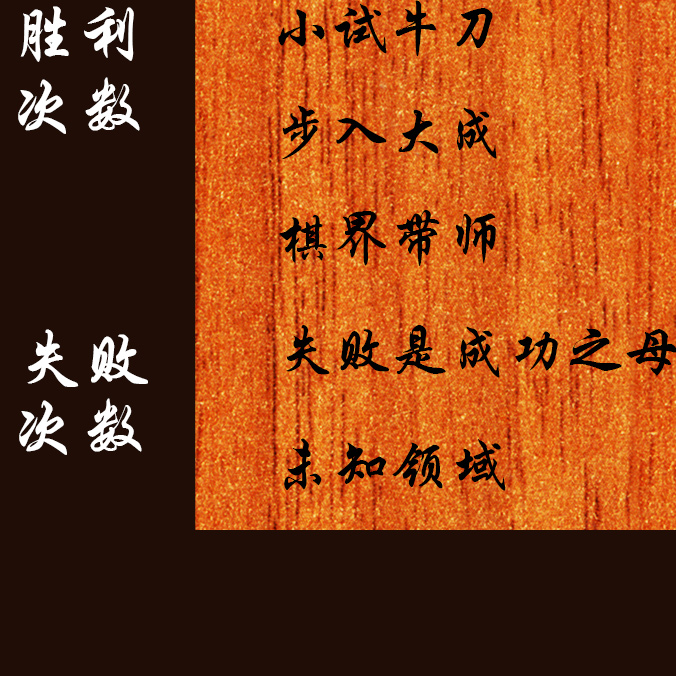 胜利
次数
小试牛刀
步入大成
棋界带师
失败
次数
失败是成功之母
未知领域